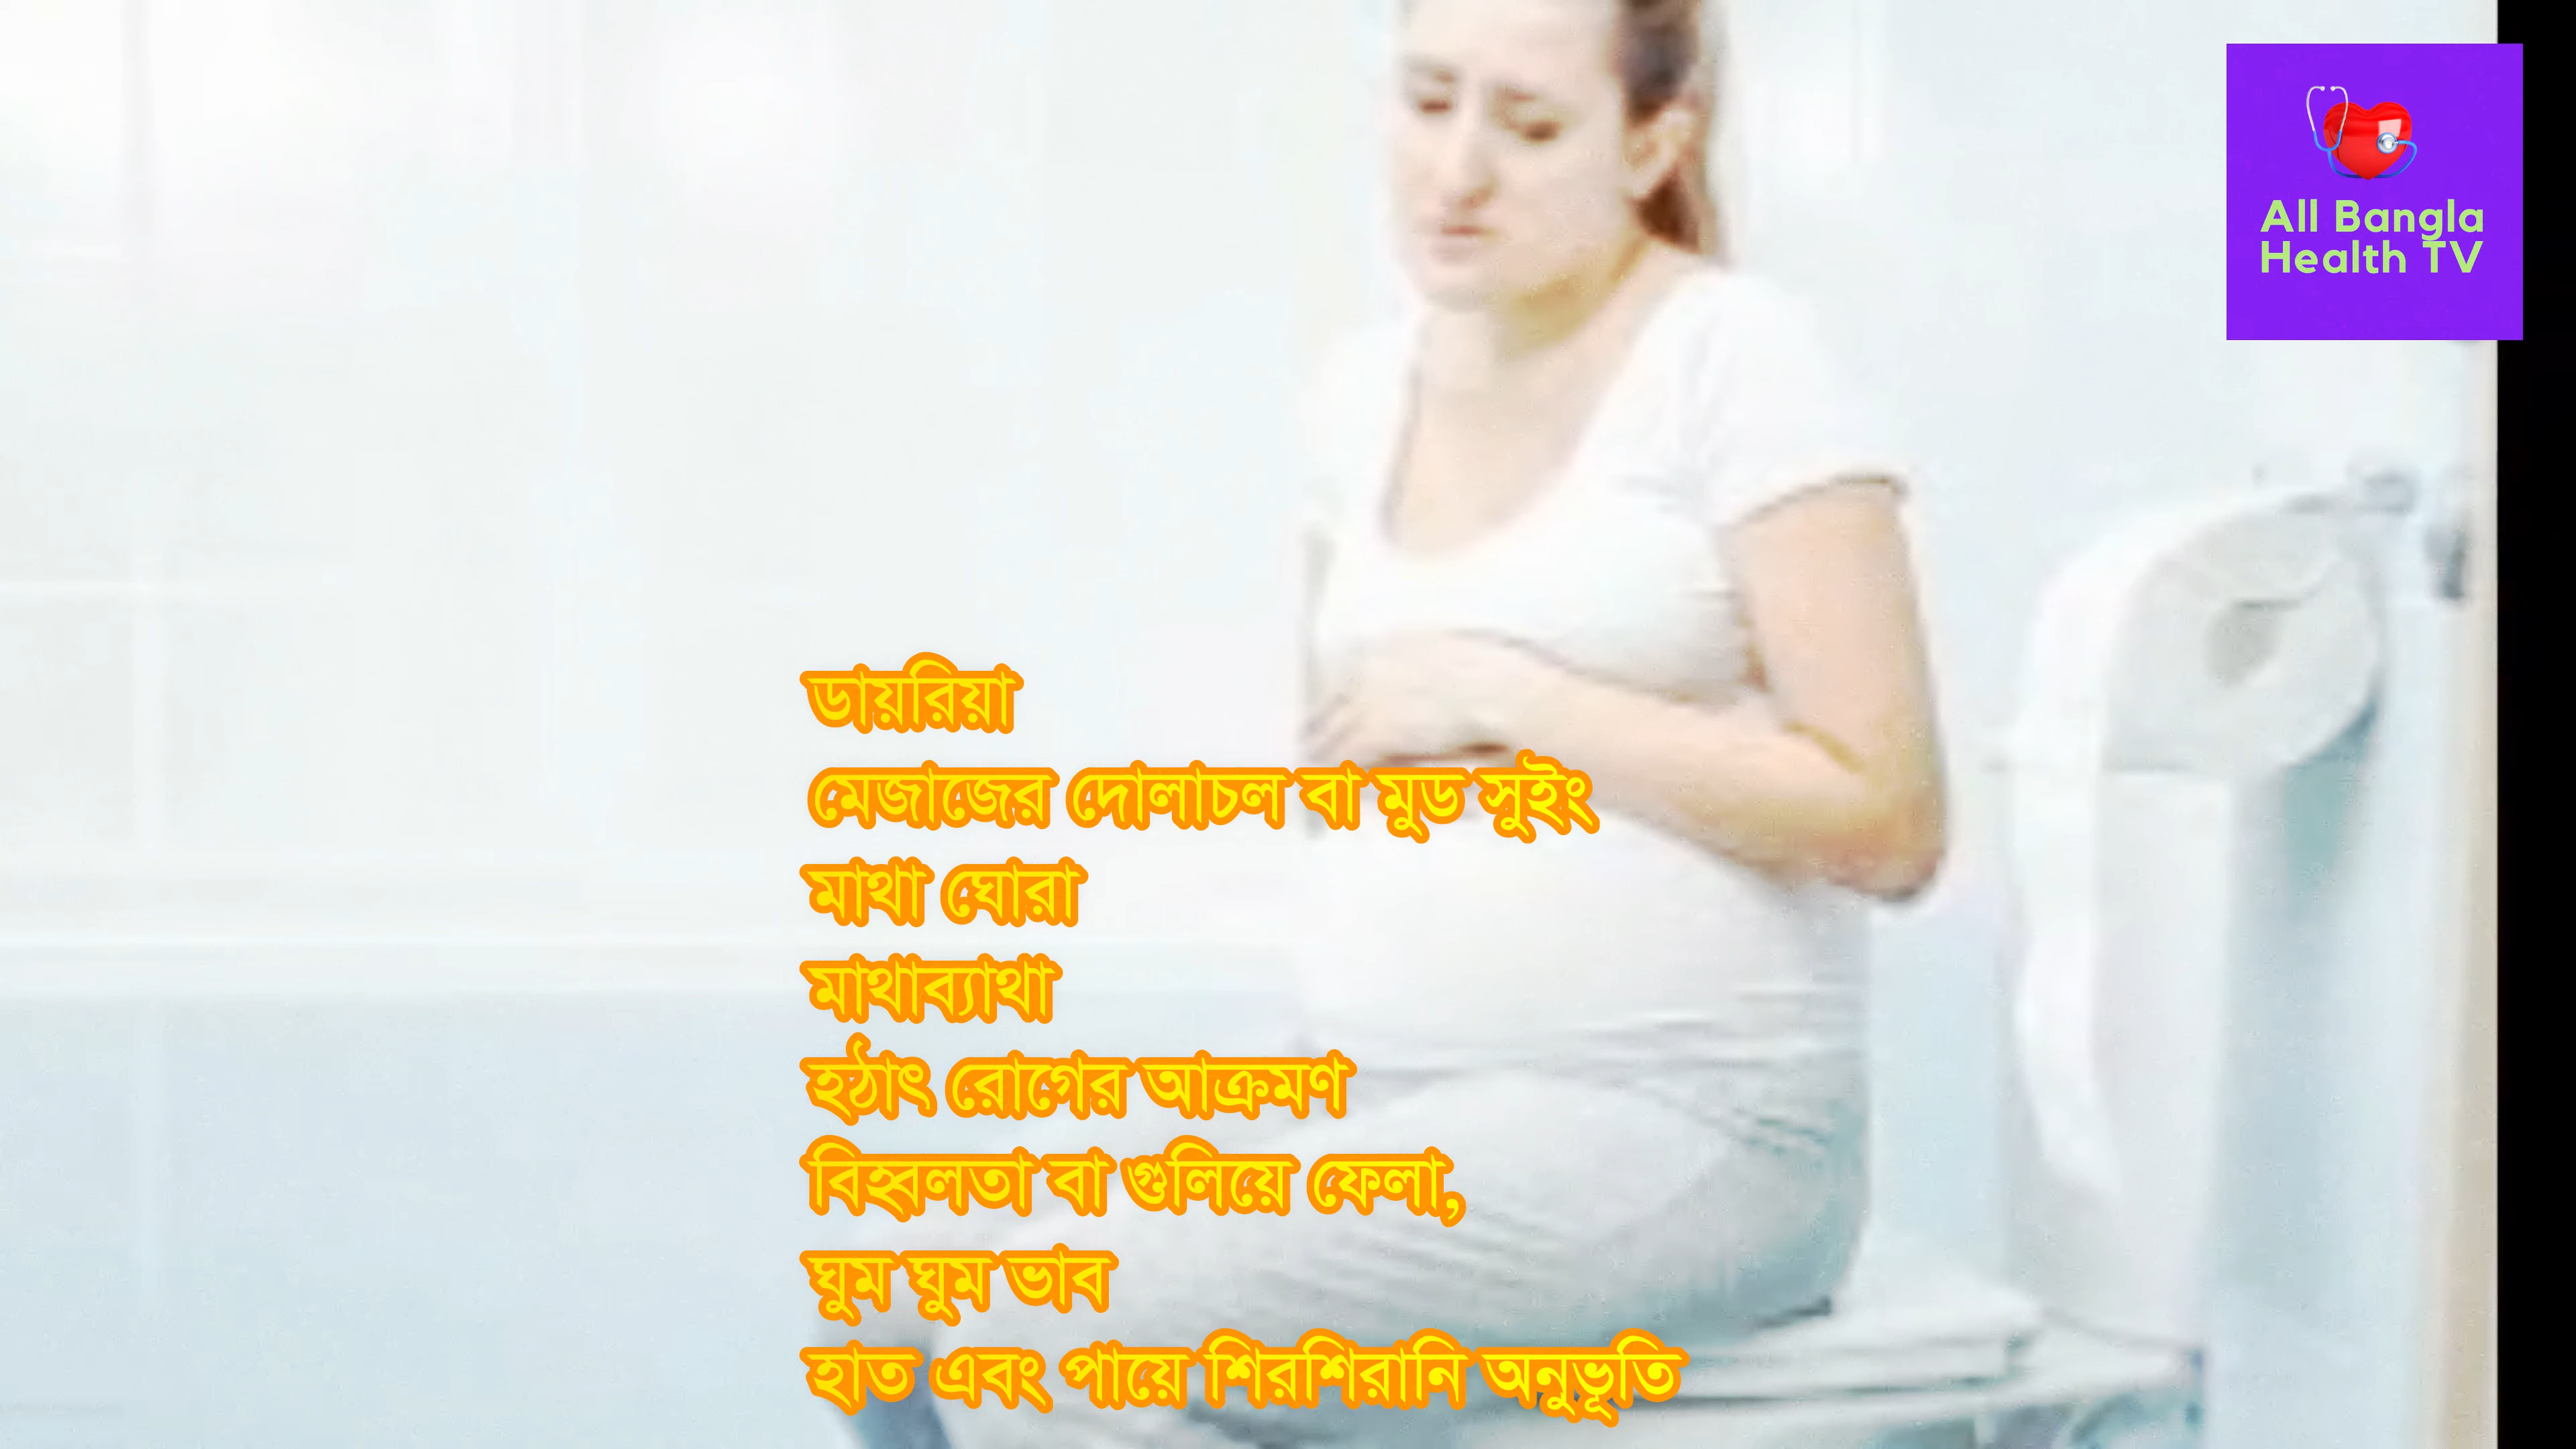 All Bangla
Health TV
ডায়রিয়া
মেজাজের দোলাচল বা মুড সুইং
মাথা ঘোরা
মাথাব্যাথা
হঠাৎ রোগের আক্রমণ
বিহ্বলতা বা গুলিয়ে ফেলা,
ঘুম ঘুম ভাব
হাত এবং পায়ে শিরশিরানি অনুভূতি